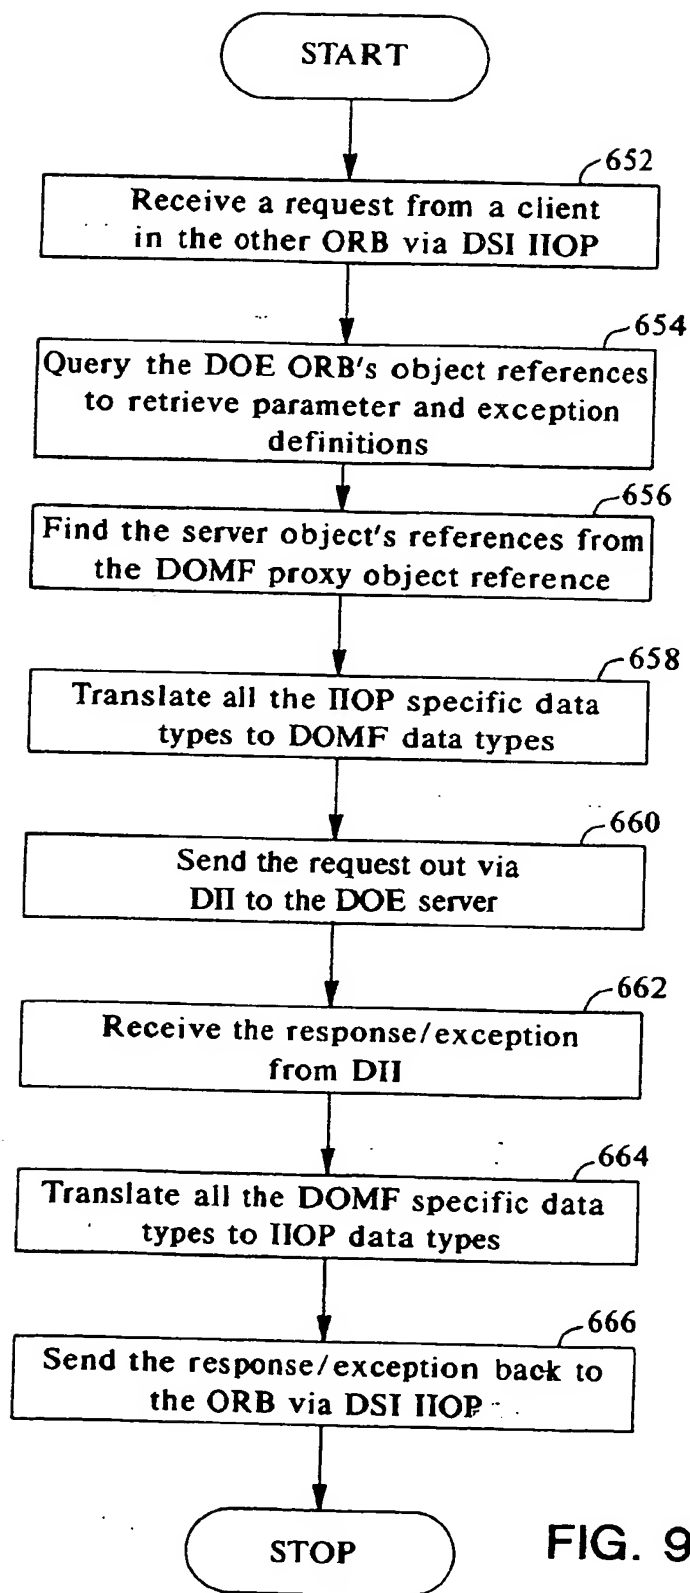 START
652
Receive a request from a client
in the other ORB via DSI IIOP
654
Query the DOE ORB's object references
to retrieve parameter and exception
definitions
656
Find the server object's references from
the DOMF proxy object reference
658
Translate all the IIOP specific data
types to DOMF data types
660
Send the request out via
DII to the DOE server
662
Receive the response/exception
from DII
664
Translate all the DOMF specific data
types to IIOP data types
666
Send the response/exception back to
the ORB via DSI IIOP
STOP
FIG. 9